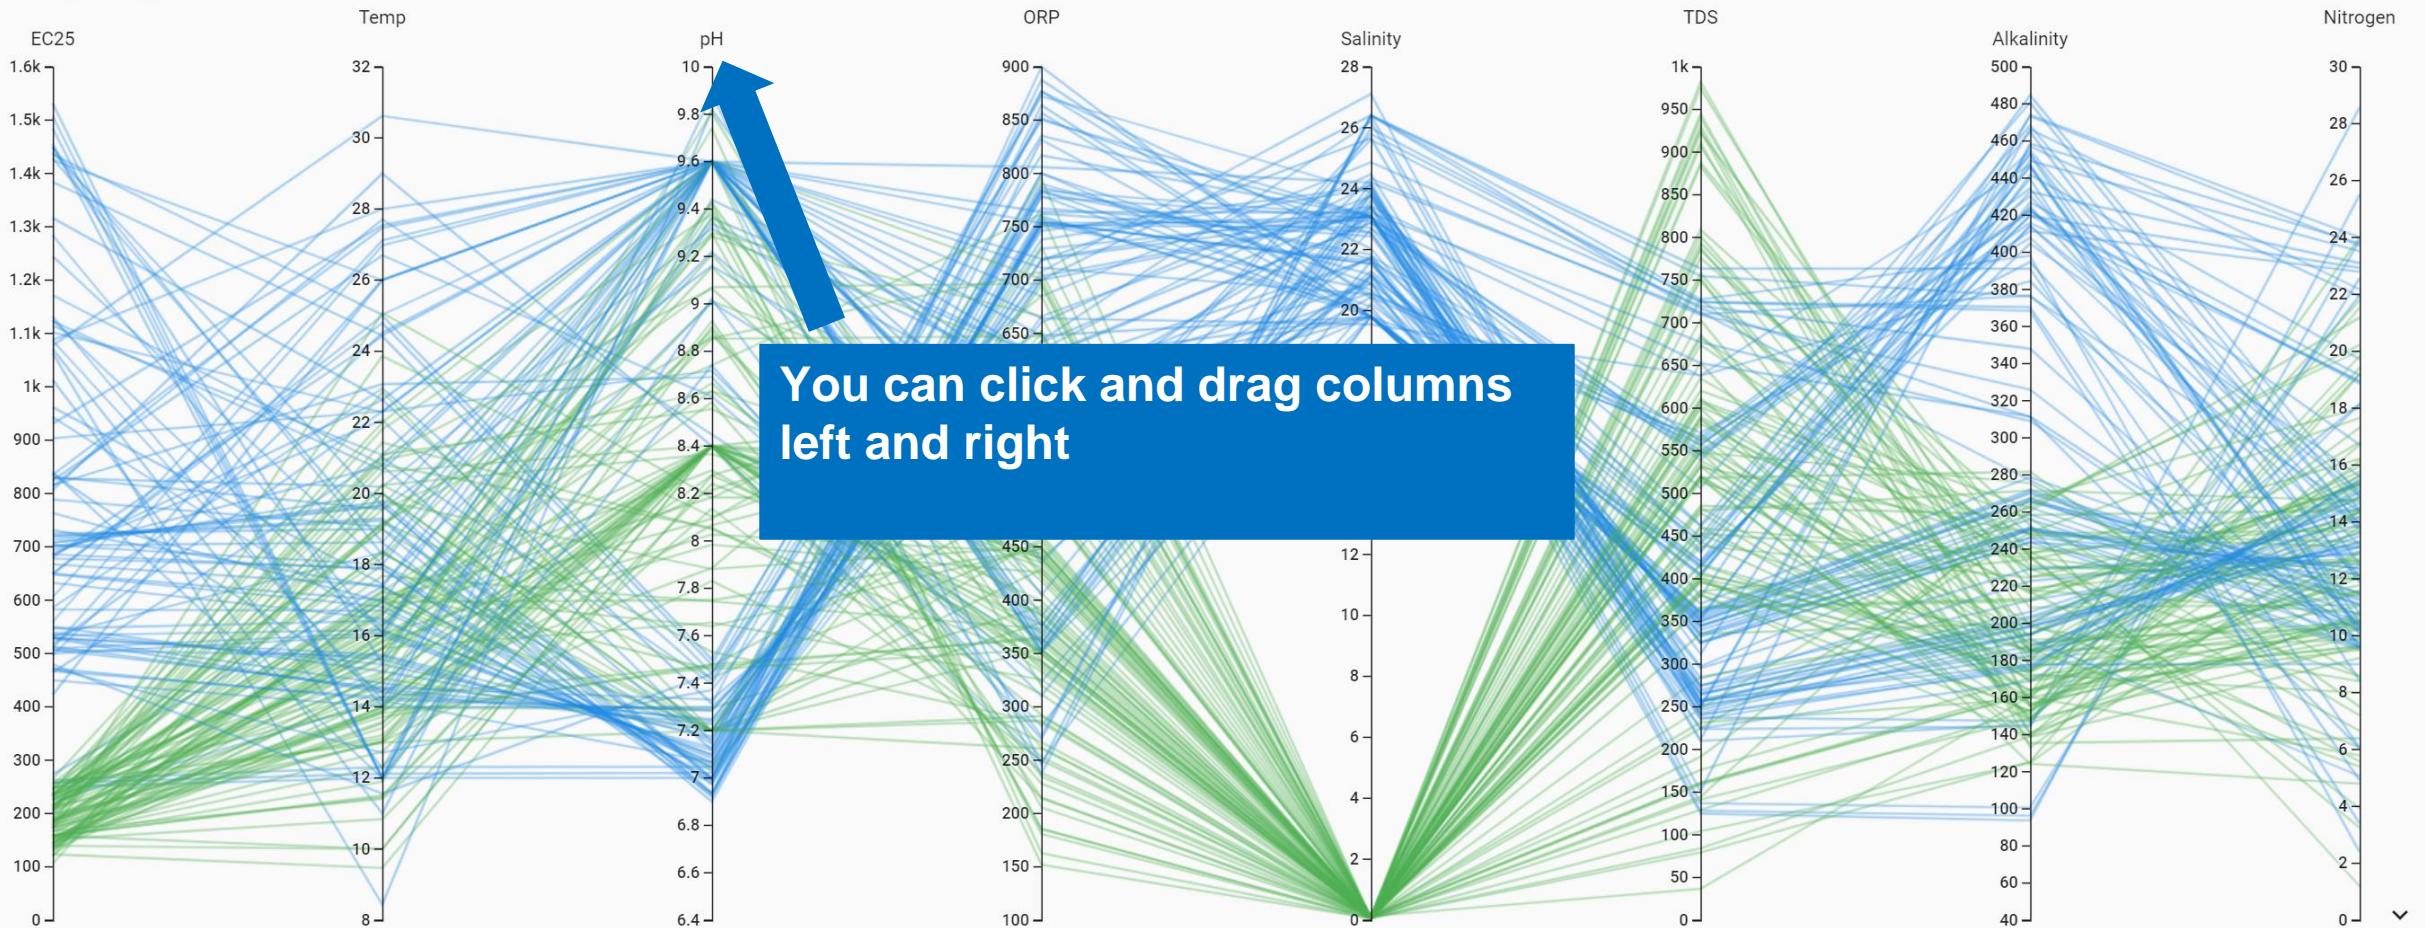 Temp ORP TDS Nitrogen
EC25 pH Salinity Alkalinity
1.6k 32 10 900 28 1k 500 30
1.5k 30 9.8 850 26 950 480 28
1.4k 28 9.6 800 24 900 460 26
1.3k 26 9.4 750 22 850 440 24
1.2k 24 9.2 700 20 800 420 22
1.1k 22 9 650 12 750 400 20
1k 20 8.8 450 10 700 380 18
900 18 8.6 400 8 650 360 16
800 16 8.4 350 6 600 340 14
700 14 8.2 300 4 550 320 12
600 12 8 250 2 500 300 10
500 10 7.8 200 0 450 280 8
400 8 7.6 150 400 260 6
300 7.4 100 350 240 4
200 7.2 300 220 2
100 7 250 200 0
0 6.8 200 180
6.6 150 160
6.4 100 140
50 120
0 100
80
60
40
You can click and drag columns
left and right